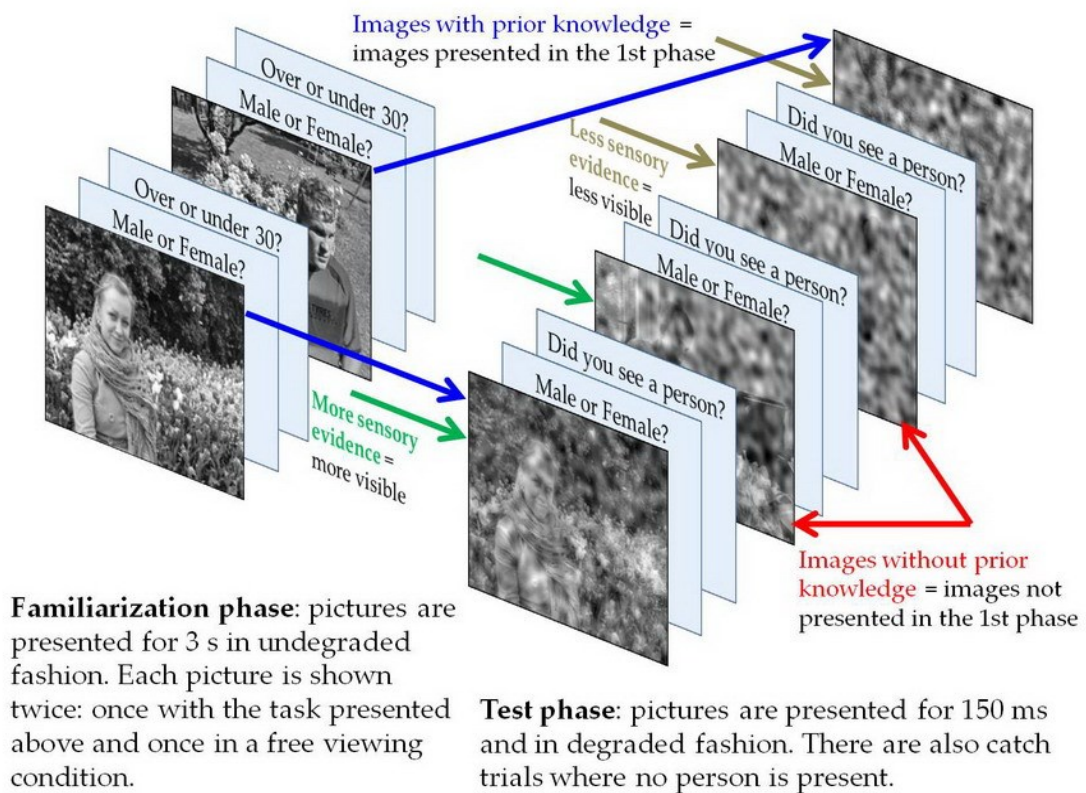 Images with prior knowledge =
images presented in the 1st phase
Over or under 30?
Male or Female?
Over or under 30?
Male or Female?
Did you see a person?
Male or Female?
Less sensory
evidence =
less visible
Did you see a person?
Male or Female?
Did you see a person?
Male or Female?
More sensory
evidence =
more visible
Images without prior
knowledge = images not
presented in the 1st phase
Familiarization phase: pictures are
presented for 3 s in undegraded
fashion. Each picture is shown
twice: once with the task presented
above and once in a free viewing
condition.
Test phase: pictures are presented for 150 ms
and in degraded fashion. There are also catch
trials where no person is present.